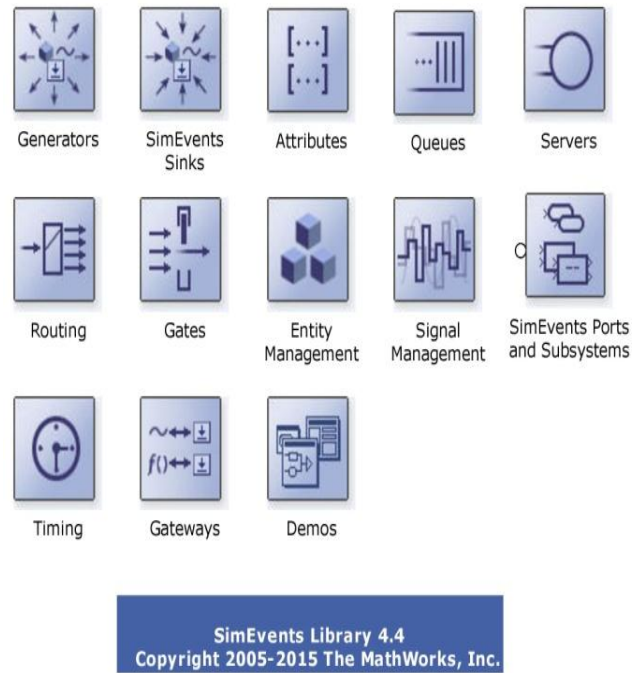 [...]
[...]
Generators
SimEvents
Sinks
Attributes
Queues
Servers
Routing
Gates
Entity
Management
Signal
Management
SimEvents Ports
and Subsystems
f()
Timing
Gateways
Demos
SimEvents Library 4.4
Copyright 2005-2015 The MathWorks, Inc.